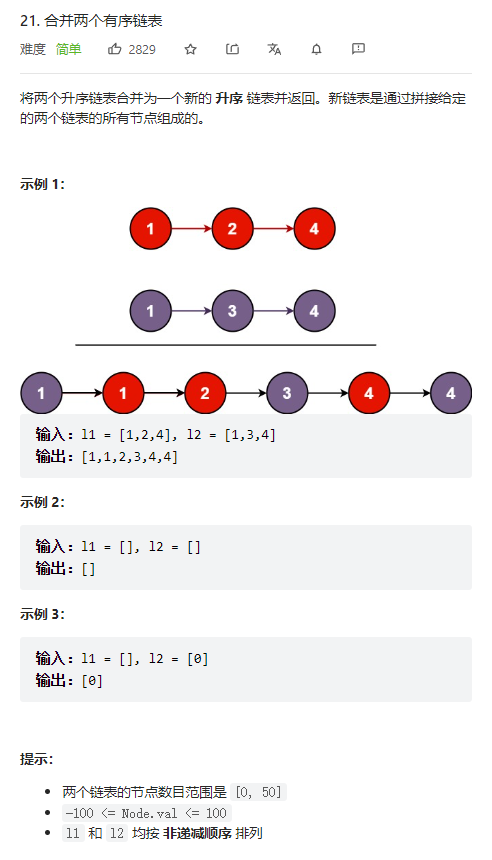 21. 合并两个有序链表
难度 简单 2829
将两个升序链表合并为一个新的 升序 链表并返回。新链表是通过拼接给定
的两个链表的所有节点组成的。
示例 1：
1 2 4
1 3 4
1 1 2 3 4 4
输入：l1 = [1,2,4], l2 = [1,3,4]
输出：[1,1,2,3,4,4]
示例 2：
输入：l1 = [], l2 = []
输出：[]
示例 3：
输入：l1 = [], l2 = [0]
输出：[0]
提示：
两个链表的节点数目范围是 [0, 50]
-100 <= Node.val <= 100
l1 和 l2 均按 非递减顺序 排列